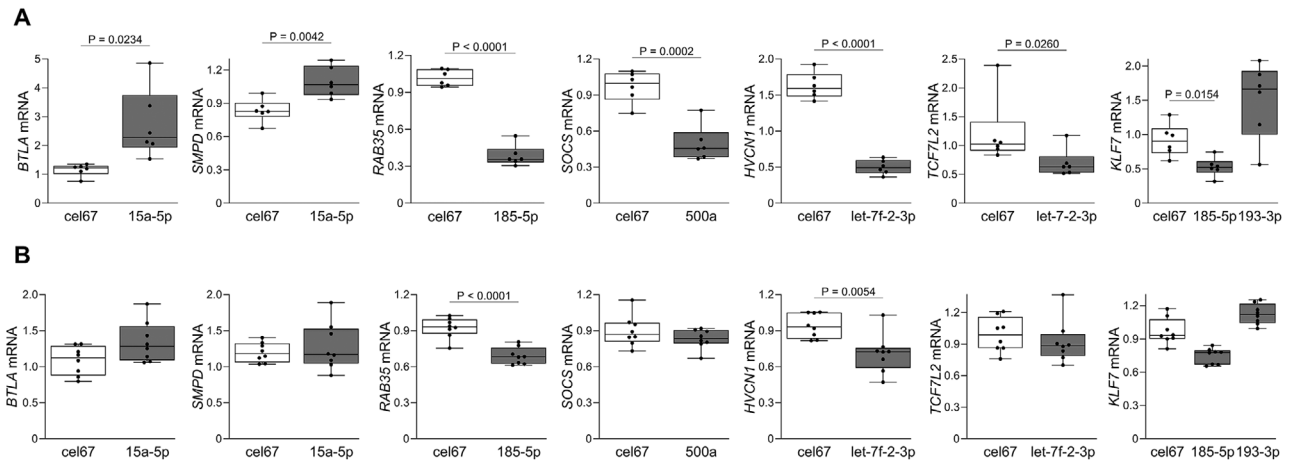 A
P = 0.0234
BTLA mRNA
5
4
3
2
1
0
cel67 15a-5p
P = 0.0042
SMPD mRNA
1.2
0.9
0.6
0.3
0
cel67 15a-5p
P < 0.0001
RAB35 mRNA
1.2
0.9
0.6
0.3
0
cel67 185-5p
P = 0.0002
SOCS mRNA
1.2
0.9
0.6
0.3
0
cel67 500a
P < 0.0001
HVCN1 mRNA
2.0
1.5
1.0
0.5
0
cel67 let-7f-2-3p
P = 0.0260
TCF7L2 mRNA
2.5
2.0
1.5
1.0
0.5
0
cel67 let-7-2-3p
P = 0.0154
KLF7 mRNA
2.0
1.5
1.0
0.5
0
cel67 185-5p 193-3p
B
BTLA mRNA
2.0
1.5
1.0
0.5
0
cel67 15a-5p
SMPD mRNA
2.0
1.5
1.0
0.5
0
cel67 15a-5p
P < 0.0001
RAB35 mRNA
1.2
0.9
0.6
0.3
0
cel67 185-5p
SOCS mRNA
1.2
0.9
0.6
0.3
0
cel67 500a
P = 0.0054
HVCN1 mRNA
1.2
0.9
0.6
0.3
0
cel67 let-7f-2-3p
TCF7L2 mRNA
1.2
0.9
0.6
0.3
0
cel67 let-7f-2-3p
KLF7 mRNA
1.2
0.9
0.6
0.3
0
cel67 185-5p 193-3p